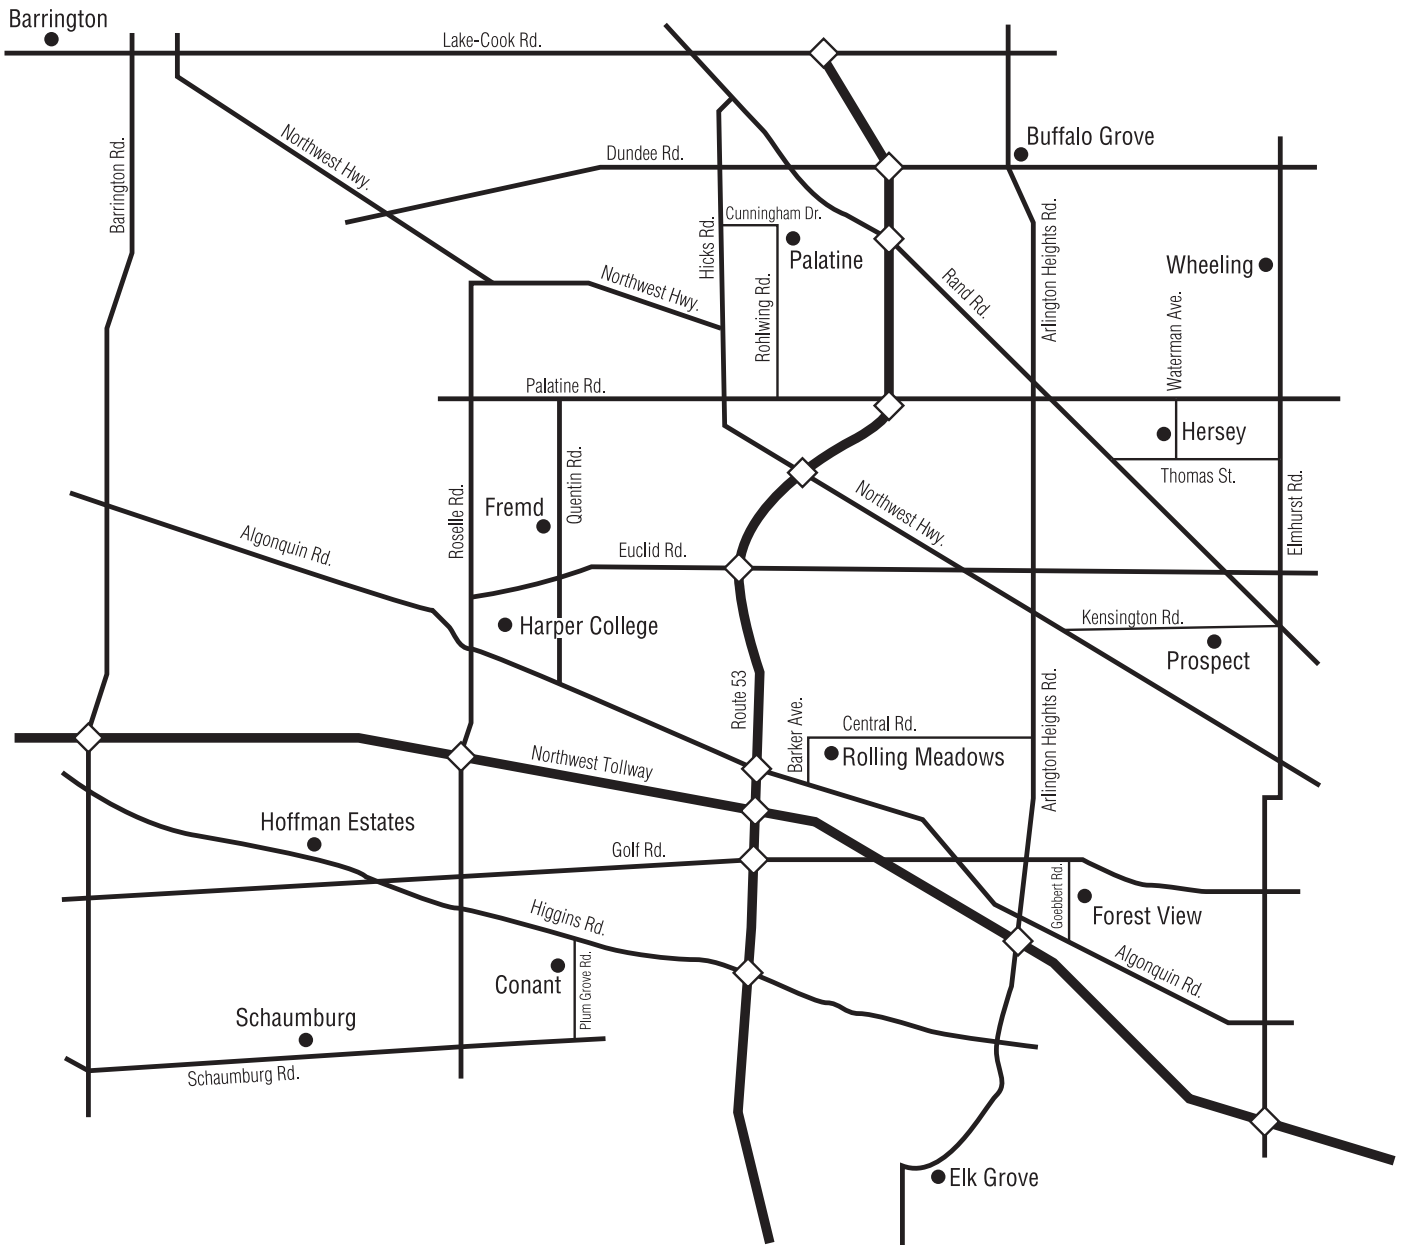 Barrington
Lake-Cook Rd.
Barrington Rd.
Northwest Hwy.
Dundee Rd.
Buffalo Grove
Hicks Rd.
Cunningham Dr.
Palatine
Rohlwing Rd.
Northwest Hwy.
Rand Rd.
Arlington Heights Rd.
Wheeling
Waterman Ave.
Palatine Rd.
Hersey
Thomas St.
Elmhurst Rd.
Roselle Rd.
Fremd
Quentin Rd.
Northwest Hwy.
Algonquin Rd.
Euclid Rd.
Harper College
Kensington Rd.
Prospect
Route 53
Barker Ave.
Central Rd.
Rolling Meadows
Arlington Heights Rd.
Northwest Tollway
Hoffman Estates
Golf Rd.
Goebbert Rd.
Forest View
Higgins Rd.
Algonquin Rd.
Conant
Plum Grove Rd.
Schaumburg
Schaumburg Rd.
Elk Grove